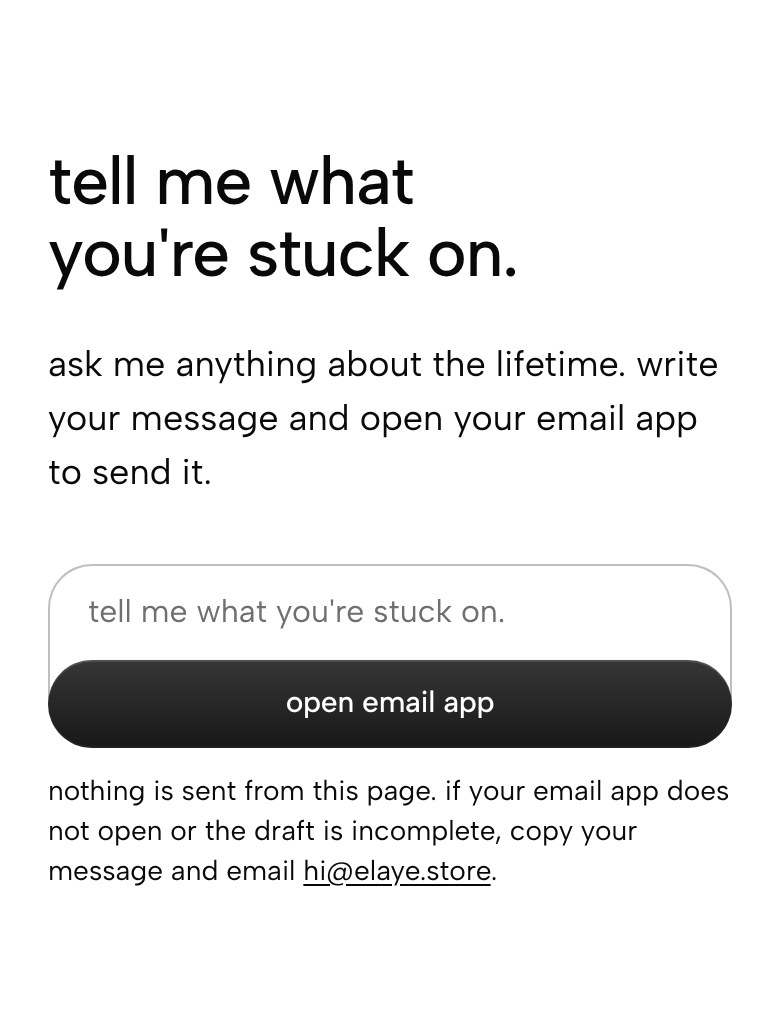 tell me what
you're stuck on.
ask me anything about the lifetime. write
your message and open your email app
to send it.
tell me what you're stuck on.
open email app
nothing is sent from this page. if your email app does
not open or the draft is incomplete, copy your
message and email hi@elaye.store.